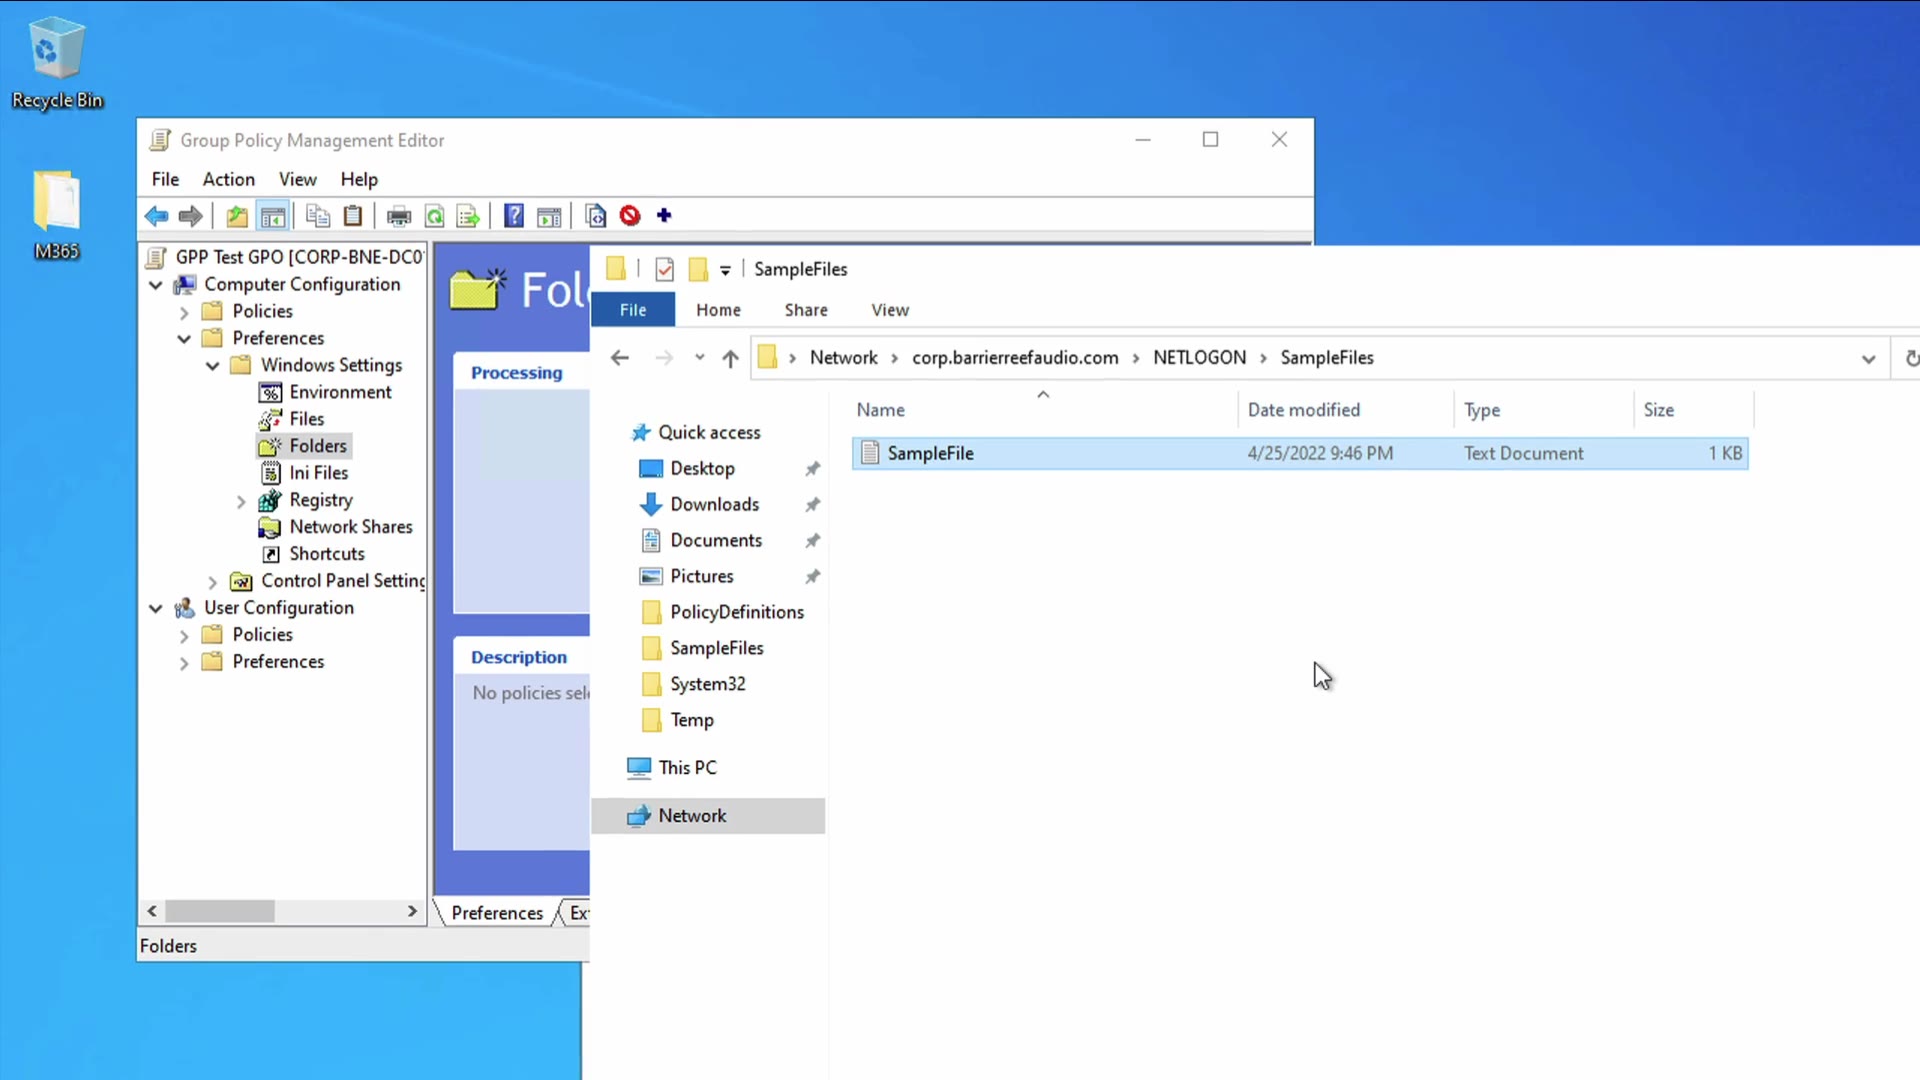 Recycle Bin
M365
Group Policy Management Editor
File Action View Help
GPP Test GPO [CORP-BNE-DC0
Computer Configuration
Policies
Preferences
Windows Settings
Environment
Files
Folders
Ini Files
Registry
Network Shares
Shortcuts
Control Panel Setting
User Configuration
Policies
Preferences
Fol
Processing
Description
No policies sel
Preferences Ex
Folders
SampleFiles
File Home Share View
Network corp.barrierreefaudio.com NETLOGON SampleFiles
Name Date modified Type Size
SampleFile 4/25/2022 9:46 PM Text Document 1 KB
Quick access
Desktop
Downloads
Documents
Pictures
PolicyDefinitions
SampleFiles
System32
Temp
This PC
Network